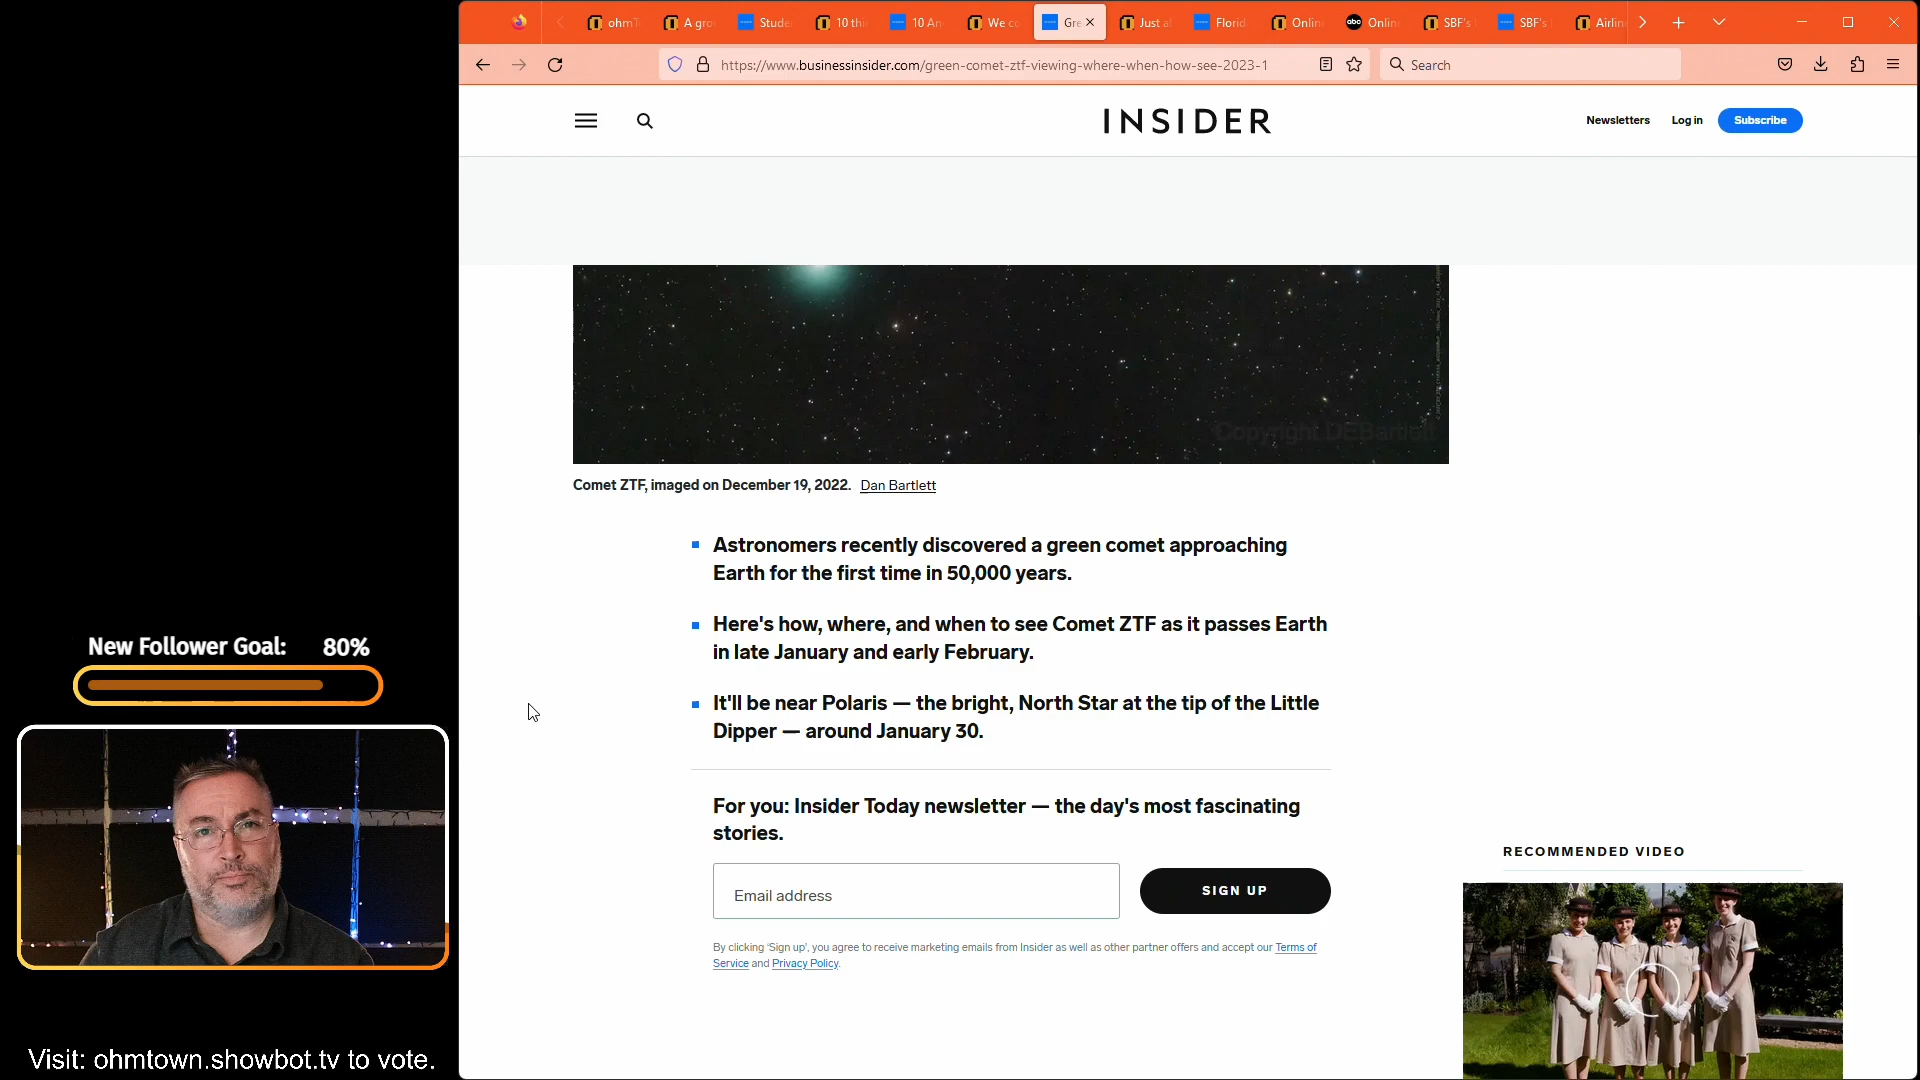 ohmT
A gro
Stude
10 thi
10 An
We co
Gre
Just a
Florid
Onlin
Onlin
SBF's
SBF's
Airlin
https://www.businessinsider.com/green-comet-ztf-viewing-where-when-how-see-2023-1
Search
INSIDER
Newsletters
Log in
Subscribe
Copyright DEBartlett
Comet ZTF, imaged on December 19, 2022. Dan Bartlett
Astronomers recently discovered a green comet approaching
Earth for the first time in 50,000 years.
Here's how, where, and when to see Comet ZTF as it passes Earth
in late January and early February.
It'll be near Polaris — the bright, North Star at the tip of the Little
Dipper — around January 30.
For you: Insider Today newsletter — the day's most fascinating
stories.
Email address
SIGN UP
By clicking 'Sign up', you agree to receive marketing emails from Insider as well as other partner offers and accept our Terms of
Service and Privacy Policy.
RECOMMENDED VIDEO
New Follower Goal: 80%
Visit: ohmtown.showbot.tv to vote.